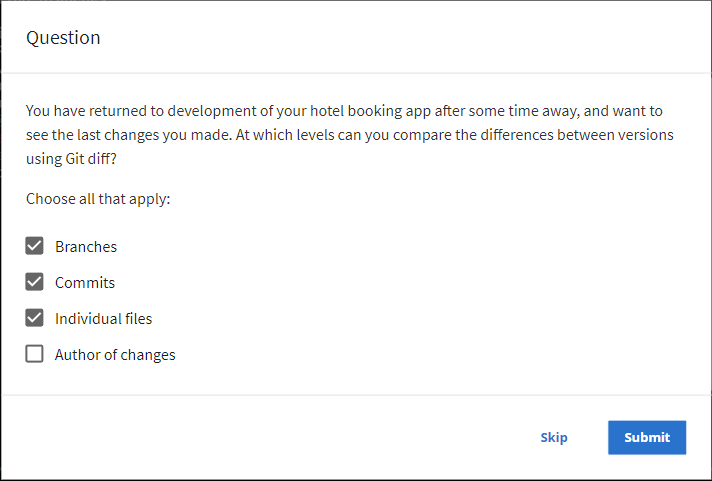 Question
You have returned to development of your hotel booking app after some time away, and want to
see the last changes you made. At which levels can you compare the differences between versions
using Git diff?
Choose all that apply:
Branches
Commits
Individual files
Author of changes
Skip
Submit